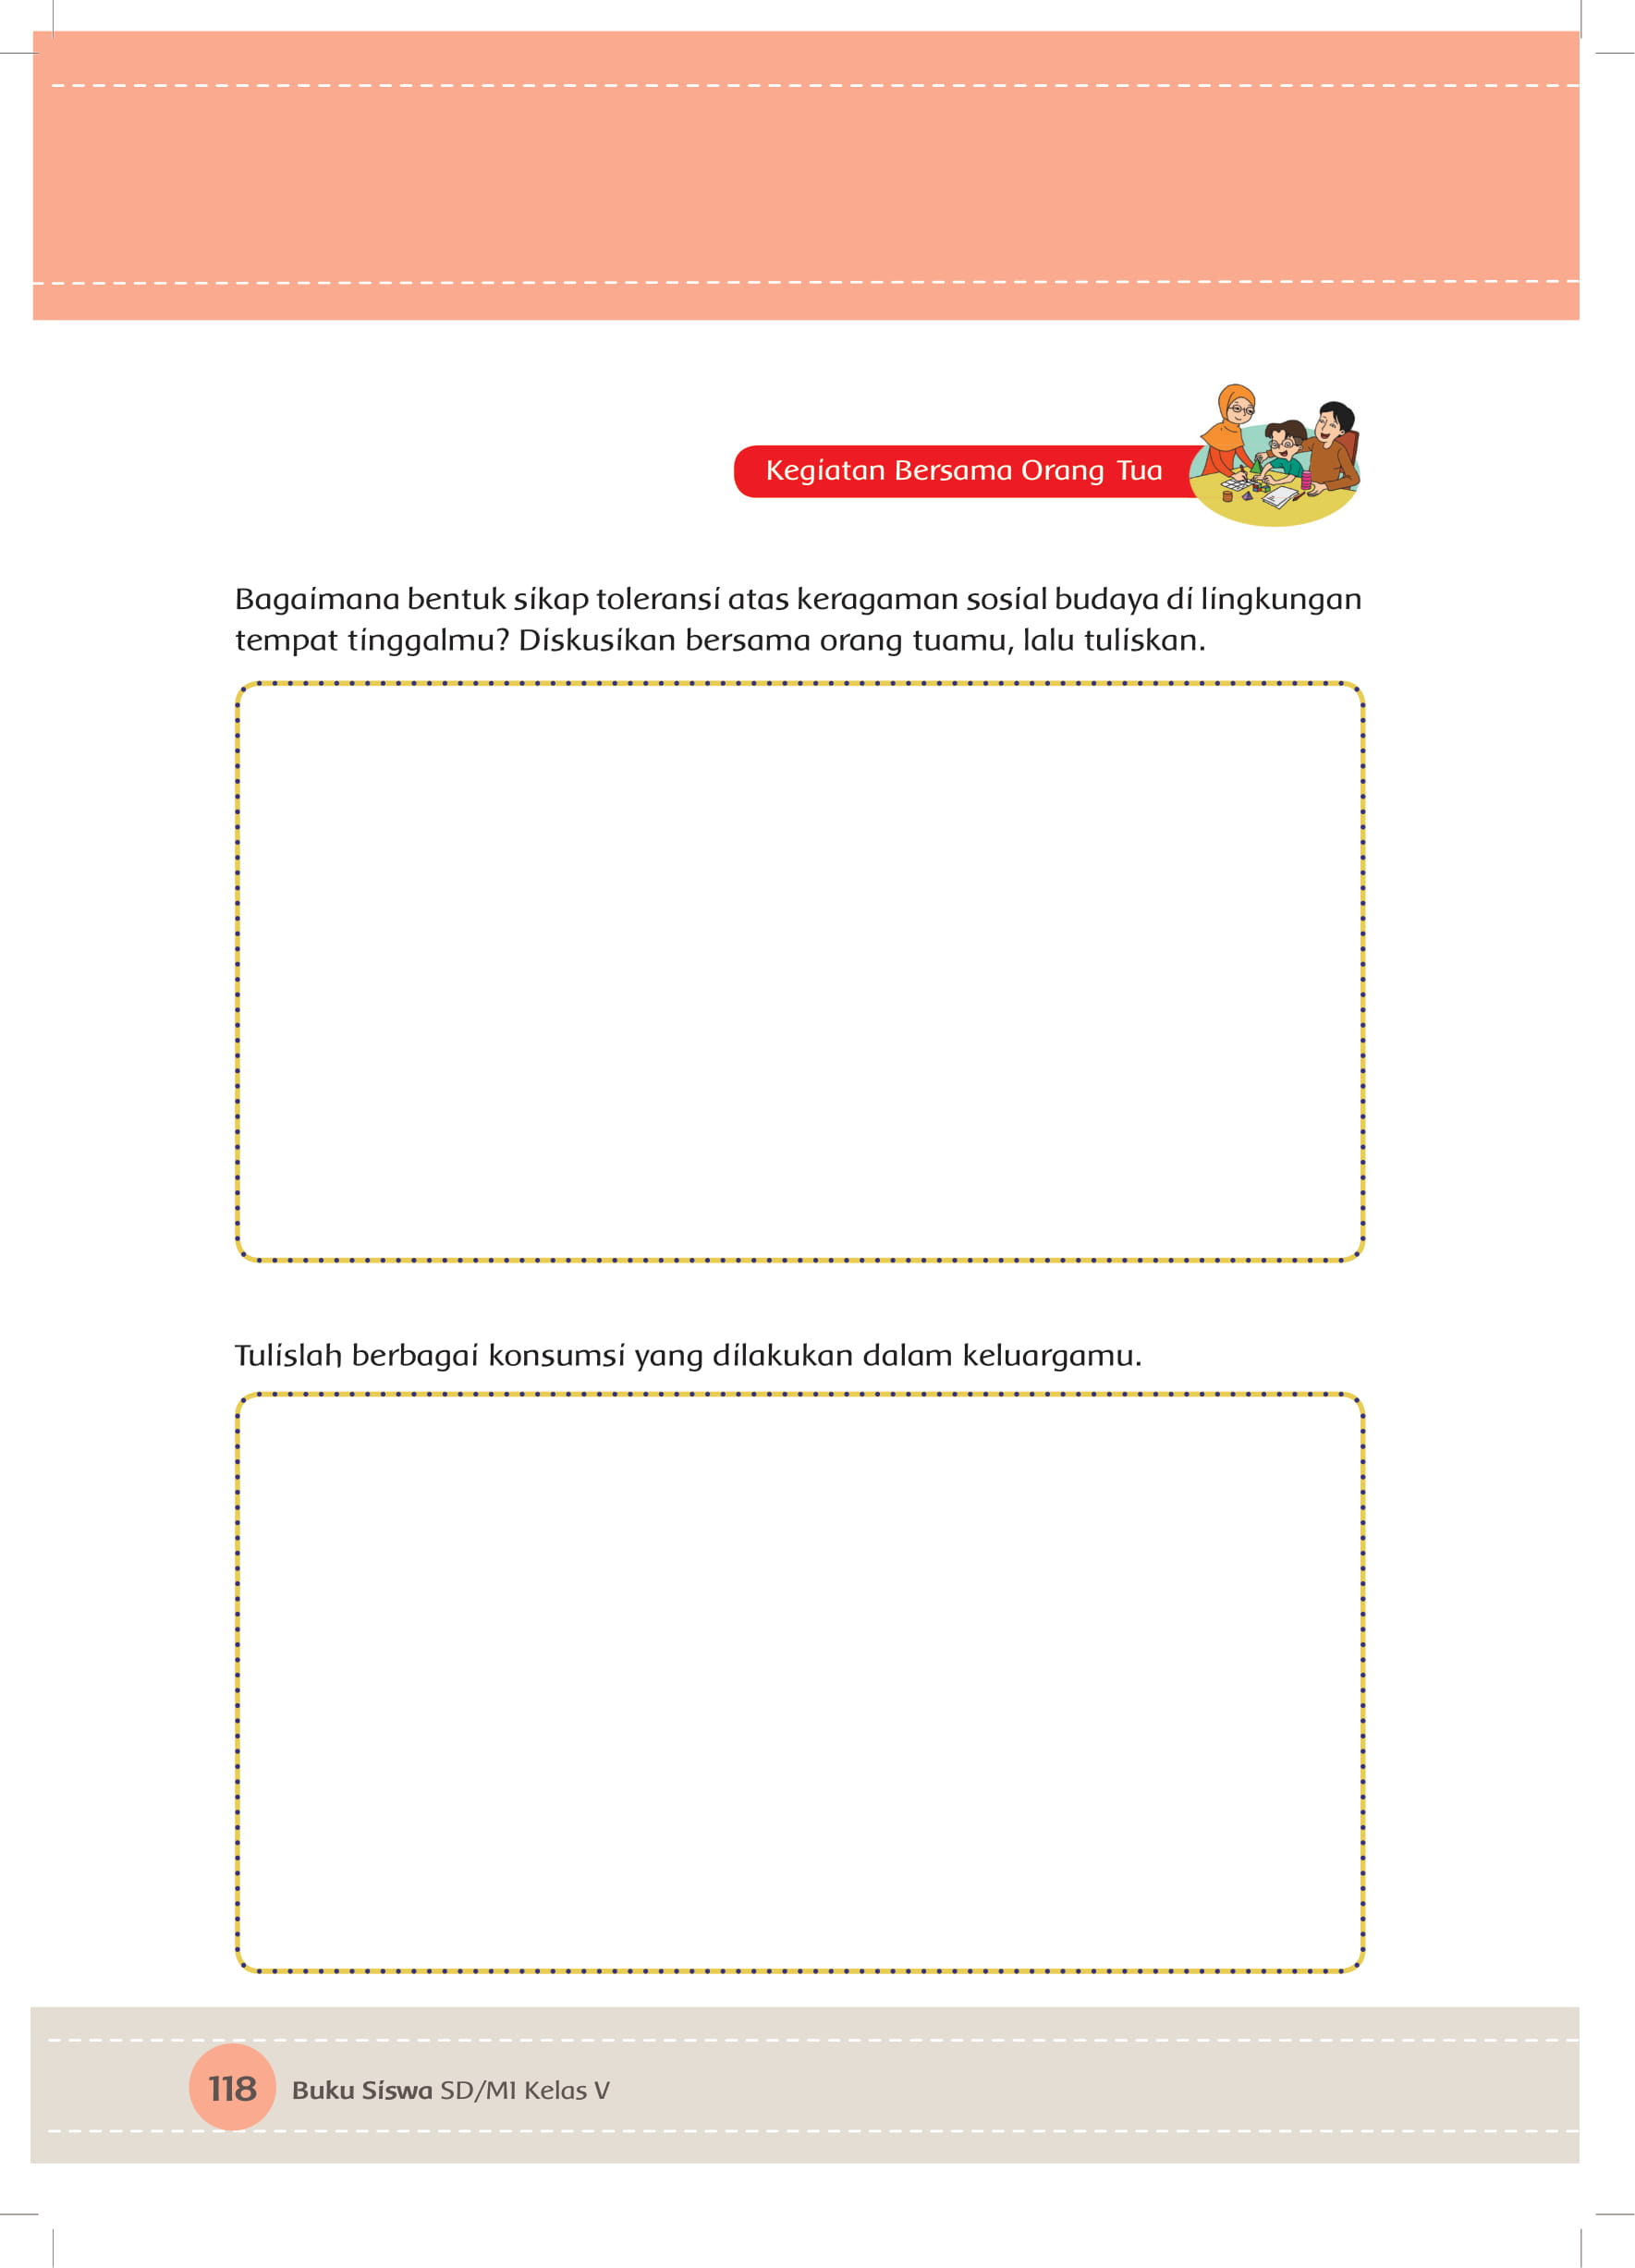 Kegiatan Bersama Orang Tua
Bagaimana bentuk sikap toleransi atas keragaman sosial budaya di lingkungan
tempat tinggalmu? Diskusikan bersama orang tuamu, lalu tuliskan.
Tulislah berbagai konsumsi yang dilakukan dalam keluargamu.
118 Buku Siswa SD/MI Kelas V